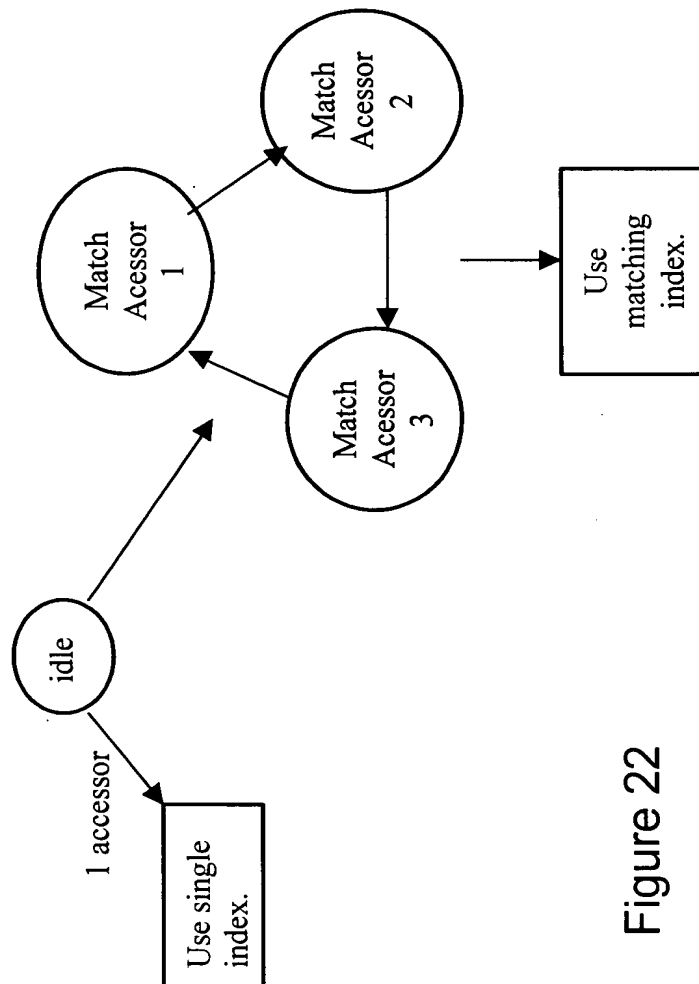 idle
1 accessor
Use single
index.
Match
Acessor
1
Match
Acessor
2
Match
Acessor
3
Use
matching
index.
Figure 22